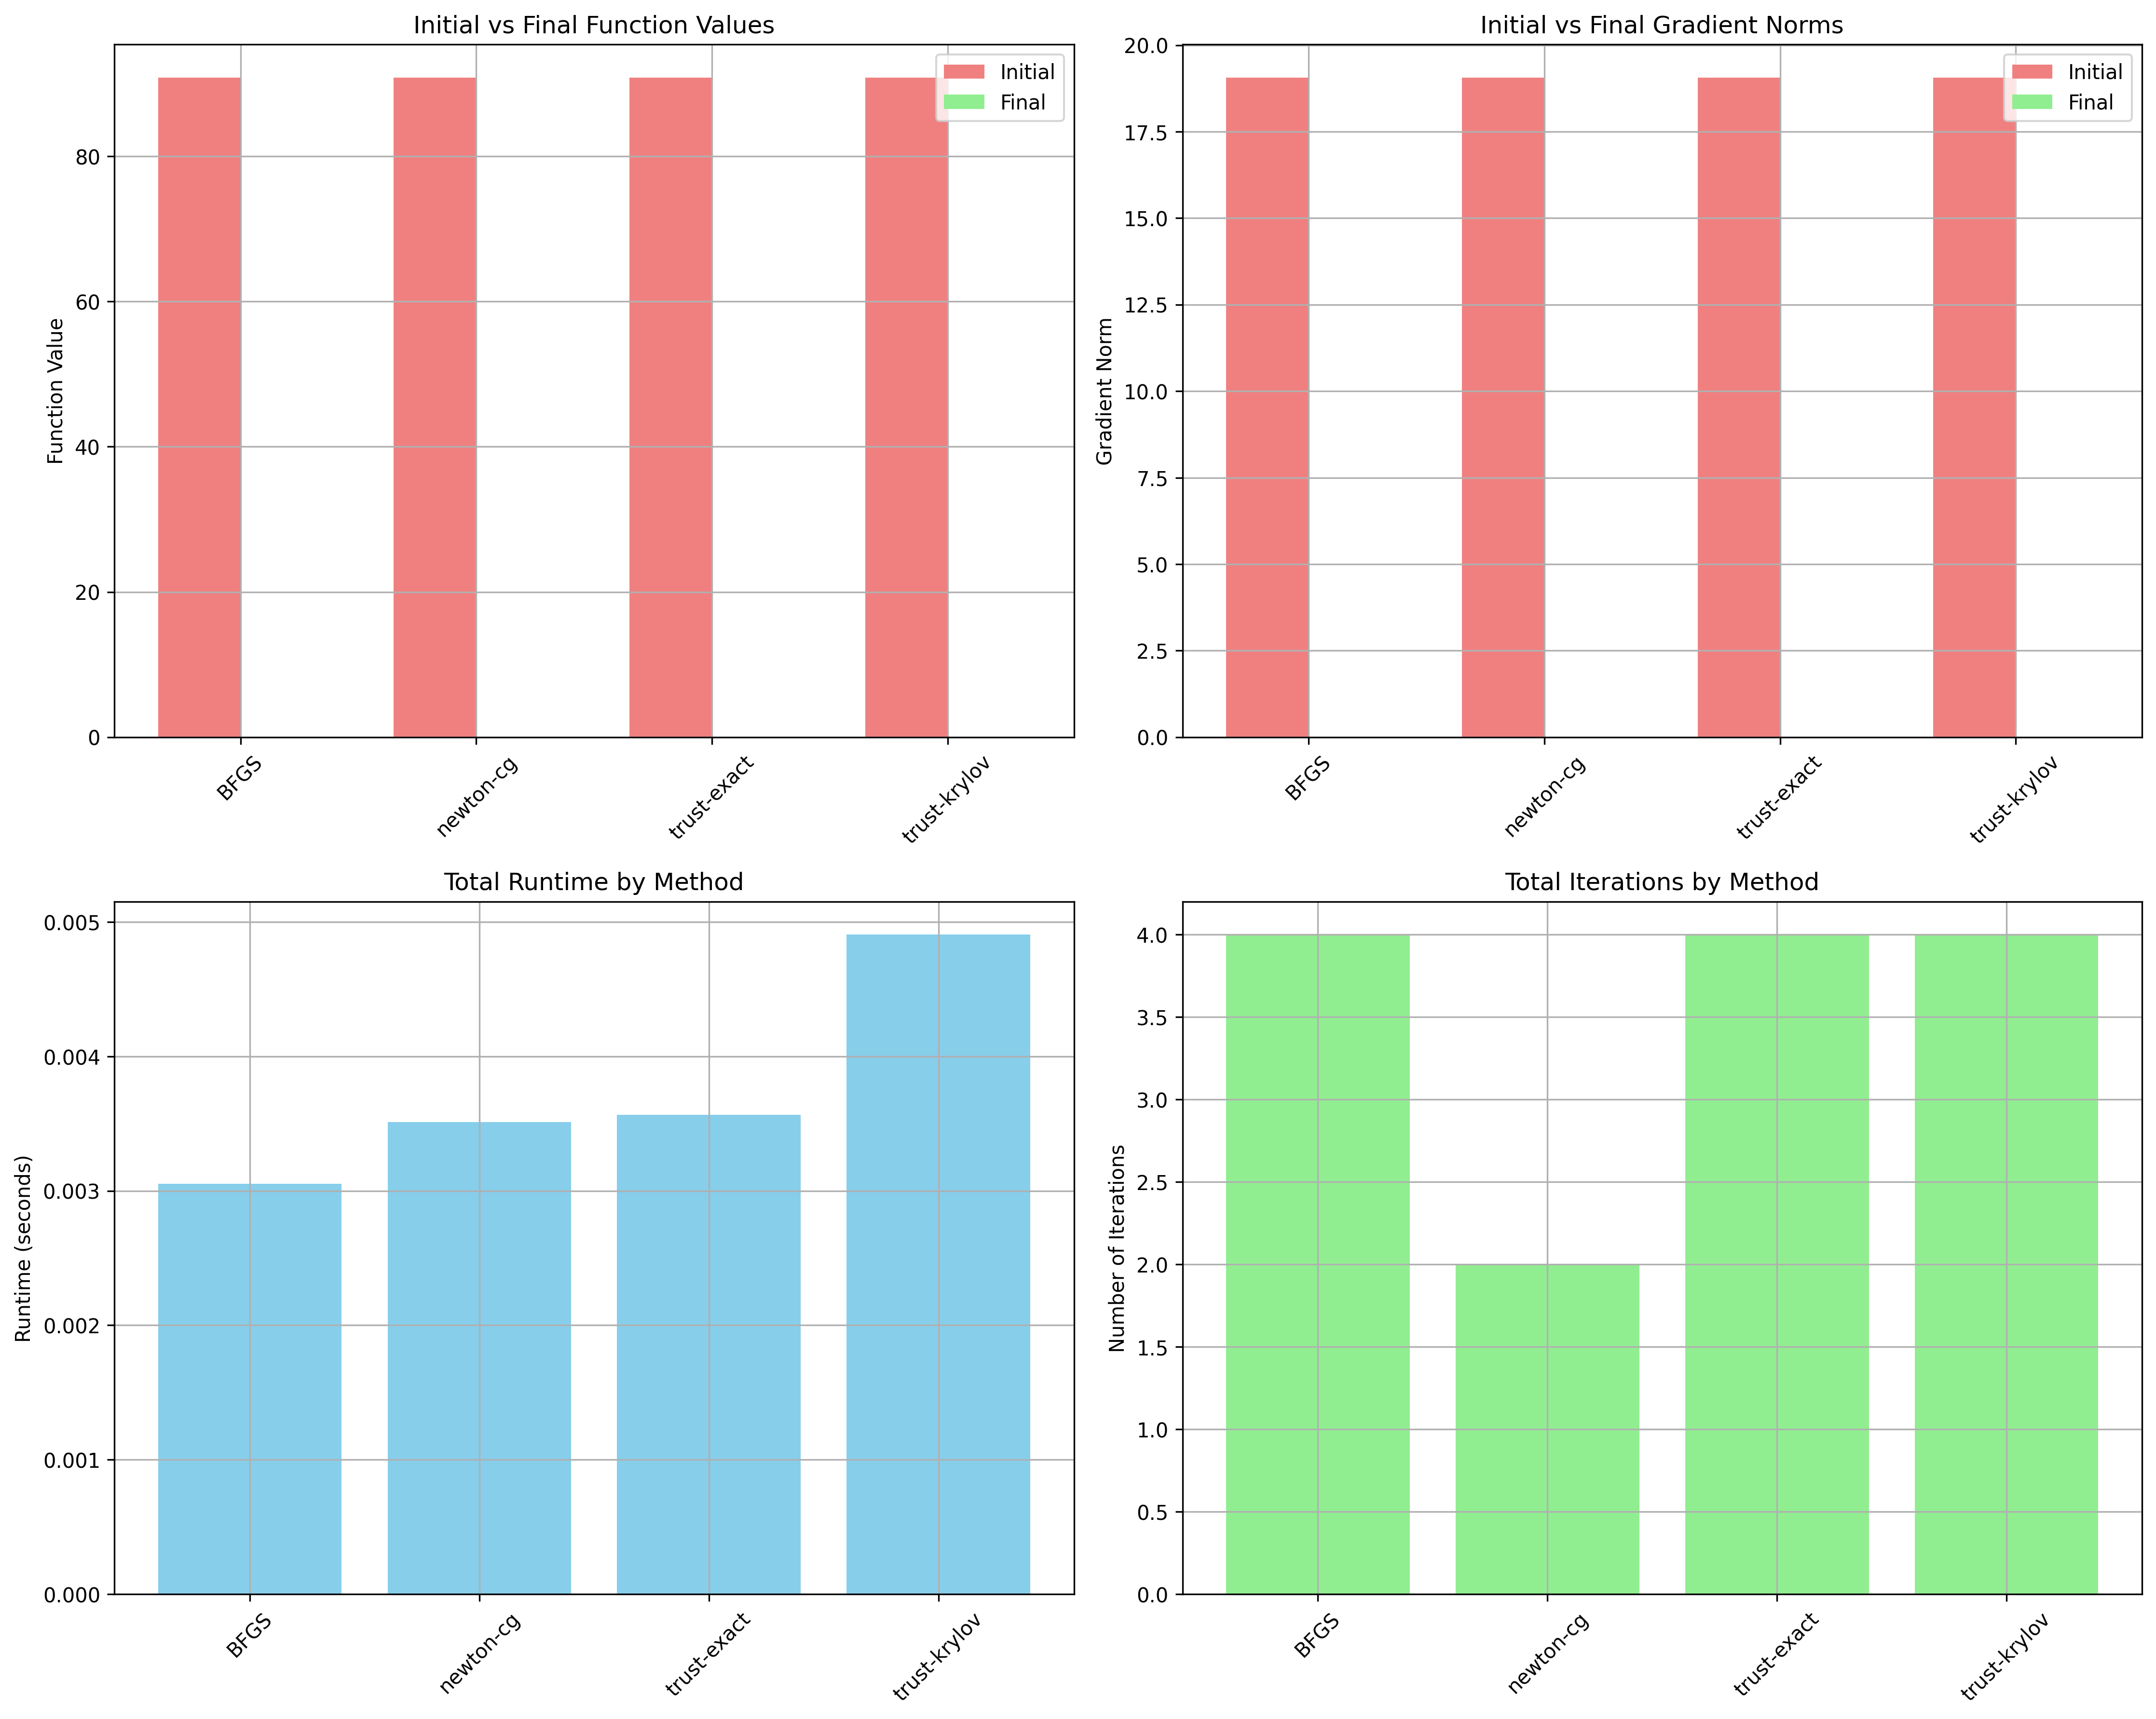 Initial vs Final Function Values
Function Value
80
60
40
20
0
Initial
Final
BFGS
newton-cg
trust-exact
trust-krylov
Initial vs Final Gradient Norms
Gradient Norm
20.0
17.5
15.0
12.5
10.0
7.5
5.0
2.5
0.0
Initial
Final
BFGS
newton-cg
trust-exact
trust-krylov
Total Runtime by Method
Runtime (seconds)
0.005
0.004
0.003
0.002
0.001
0.000
BFGS
newton-cg
trust-exact
trust-krylov
Total Iterations by Method
Number of Iterations
4.0
3.5
3.0
2.5
2.0
1.5
1.0
0.5
0.0
BFGS
newton-cg
trust-exact
trust-krylov